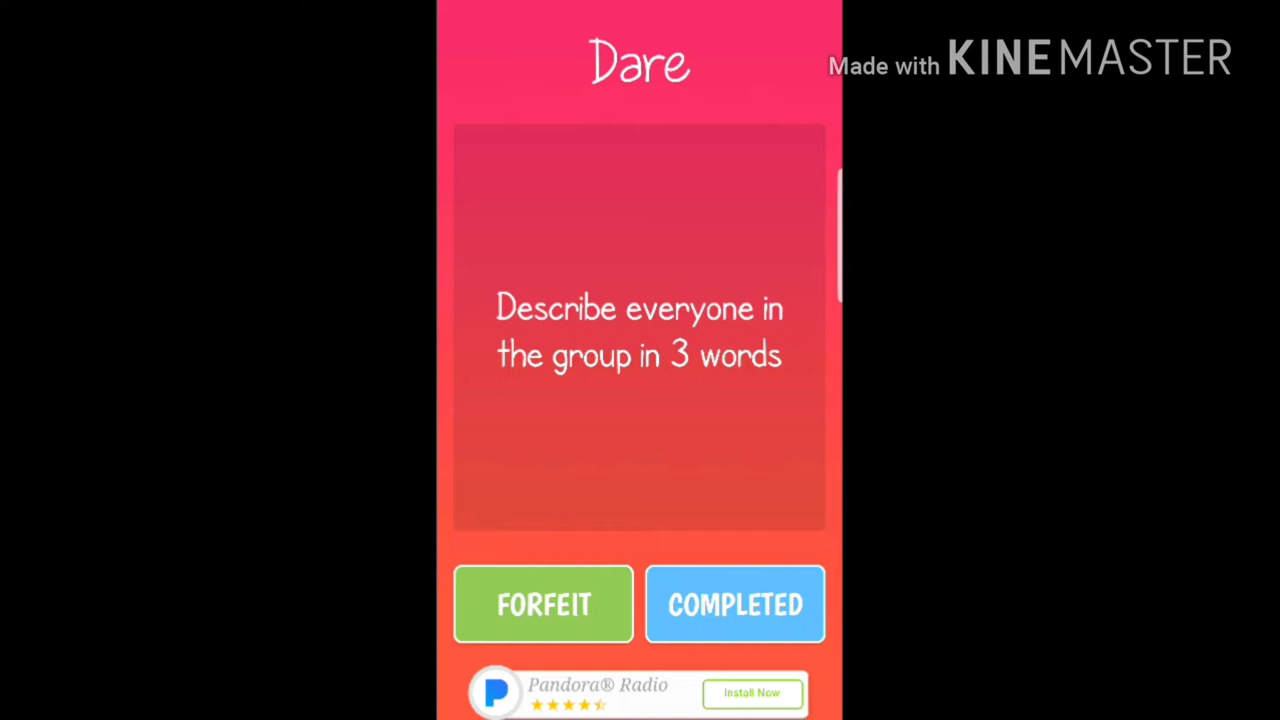 Dare
Made with KINEMASTER
Describe everyone in
the group in 3 words
FORFEIT
COMPLETED
Pandora® Radio
Install Now